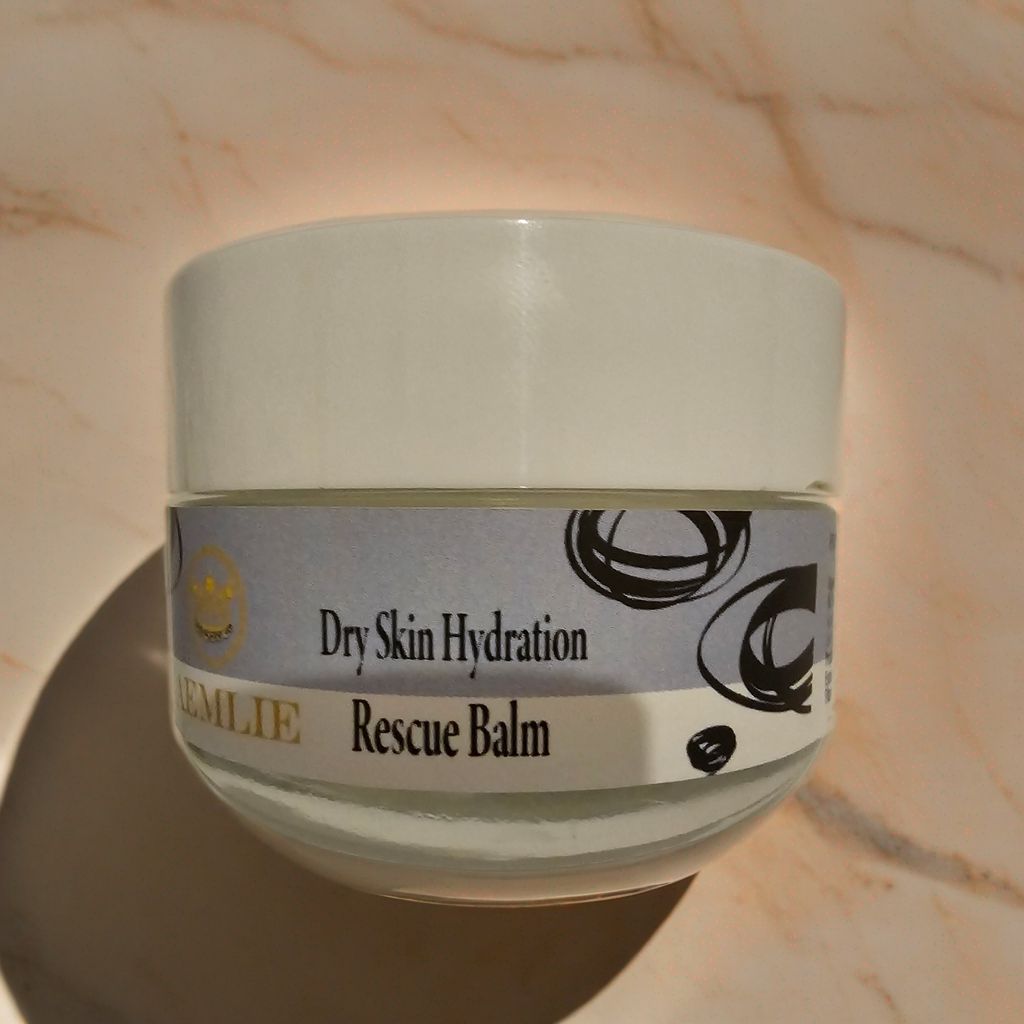 Dry Skin Hydration
AEMLIE
Rescue Balm